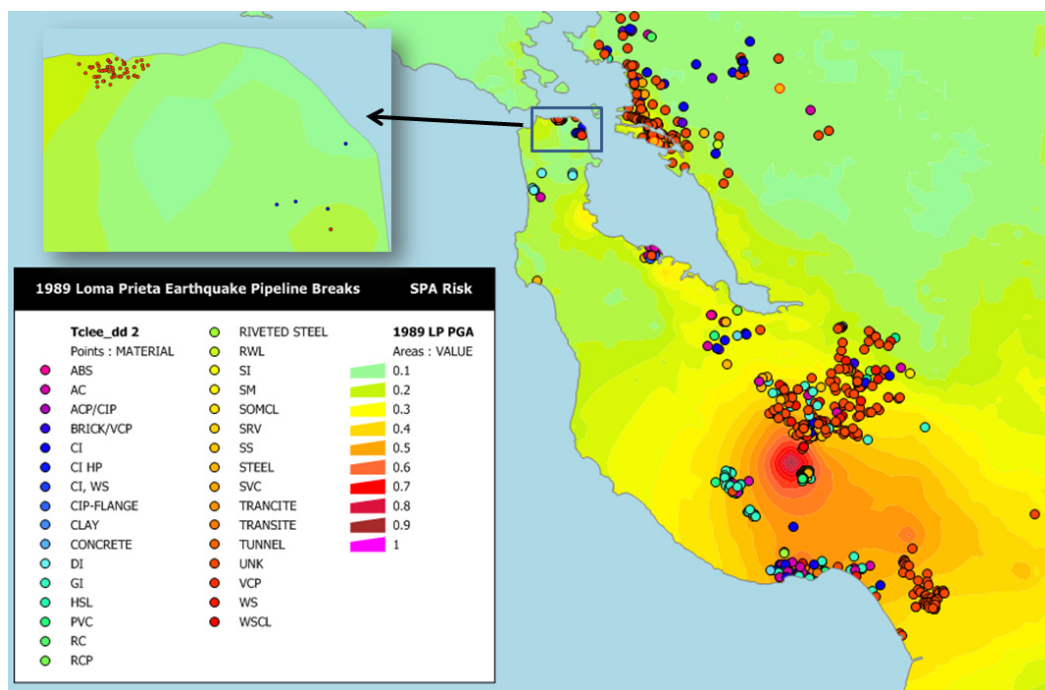 1989 Loma Prieta Earthquake Pipeline Breaks SPA Risk
Tclee_dd 2
Points : MATERIAL
ABS
AC
ACP/CIP
BRICK/VCP
CI
CI HP
CI, WS
CIP-FLANGE
CLAY
CONCRETE
DI
GI
HSL
PVC
RC
RCP
RIVETED STEEL
RWL
SI
SM
SOMCL
SRV
SS
STEEL
SVC
TRANCITE
TRANSITE
TUNNEL
UNK
VCP
WS
WSCL
1989 LP PGA
Areas : VALUE
0.1
0.2
0.3
0.4
0.5
0.6
0.7
0.8
0.9
1